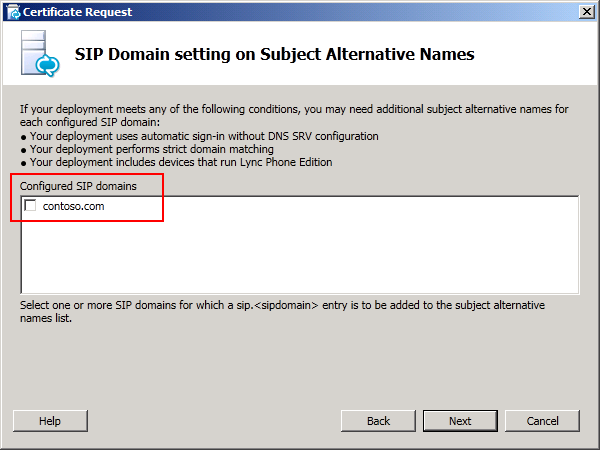 Certificate Request
SIP Domain setting on Subject Alternative Names
If your deployment meets any of the following conditions, you may need additional subject alternative names for
each configured SIP domain:
● Your deployment uses automatic sign-in without DNS SRV configuration
● Your deployment performs strict domain matching
● Your deployment includes devices that run Lync Phone Edition
Configured SIP domains
contoso.com
Select one or more SIP domains for which a sip.<sipdomain> entry is to be added to the subject alternative
names list.
Help
Back
Next
Cancel